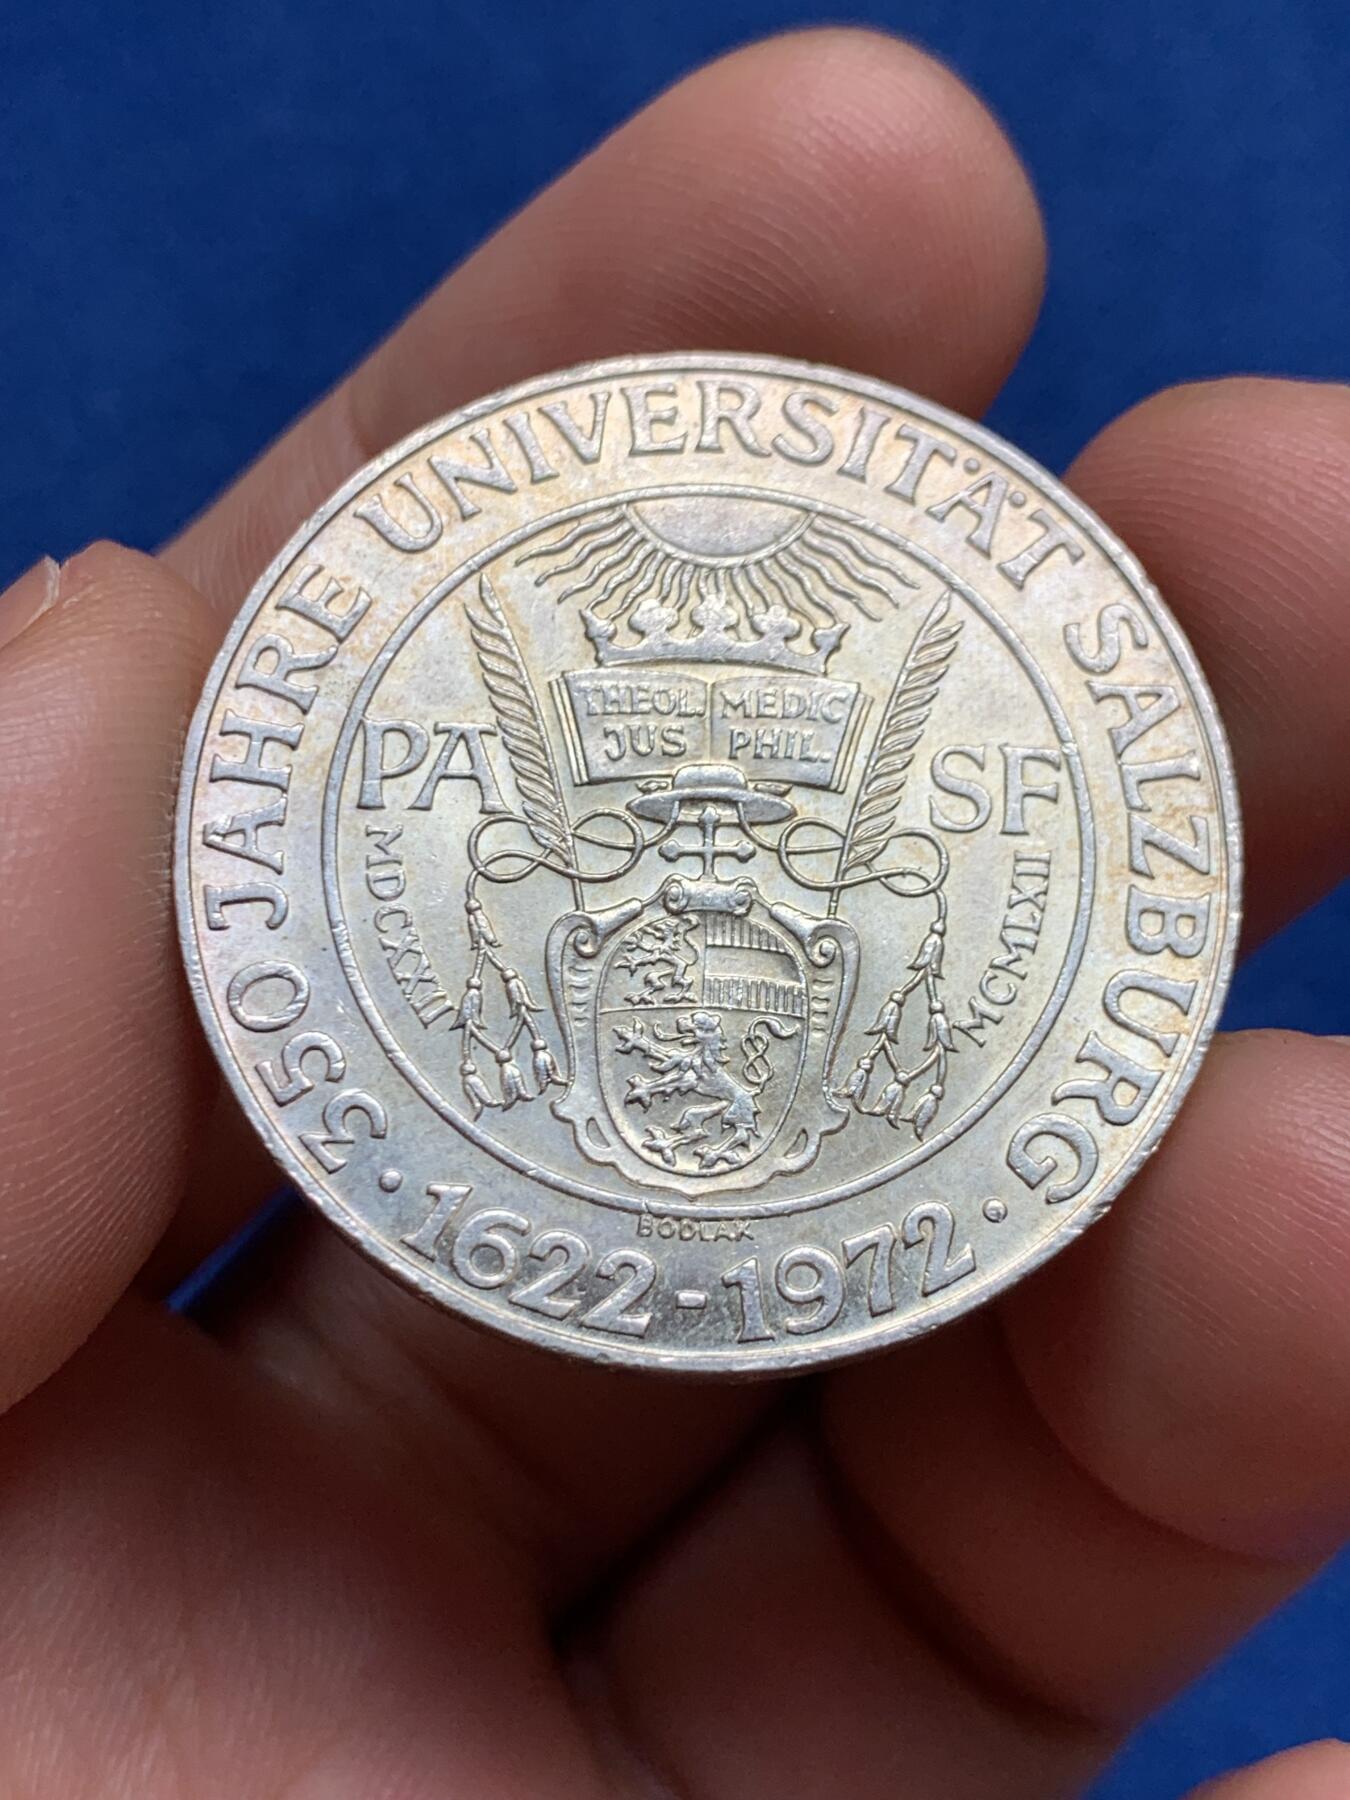 350 JAHRE UNIVERSITÄT SALZBURG
THEOL. MEDIC
JUS PHIL.
PA SF
MDCXXII MCMLXII
BODLAK
· 1622 - 1972 ·